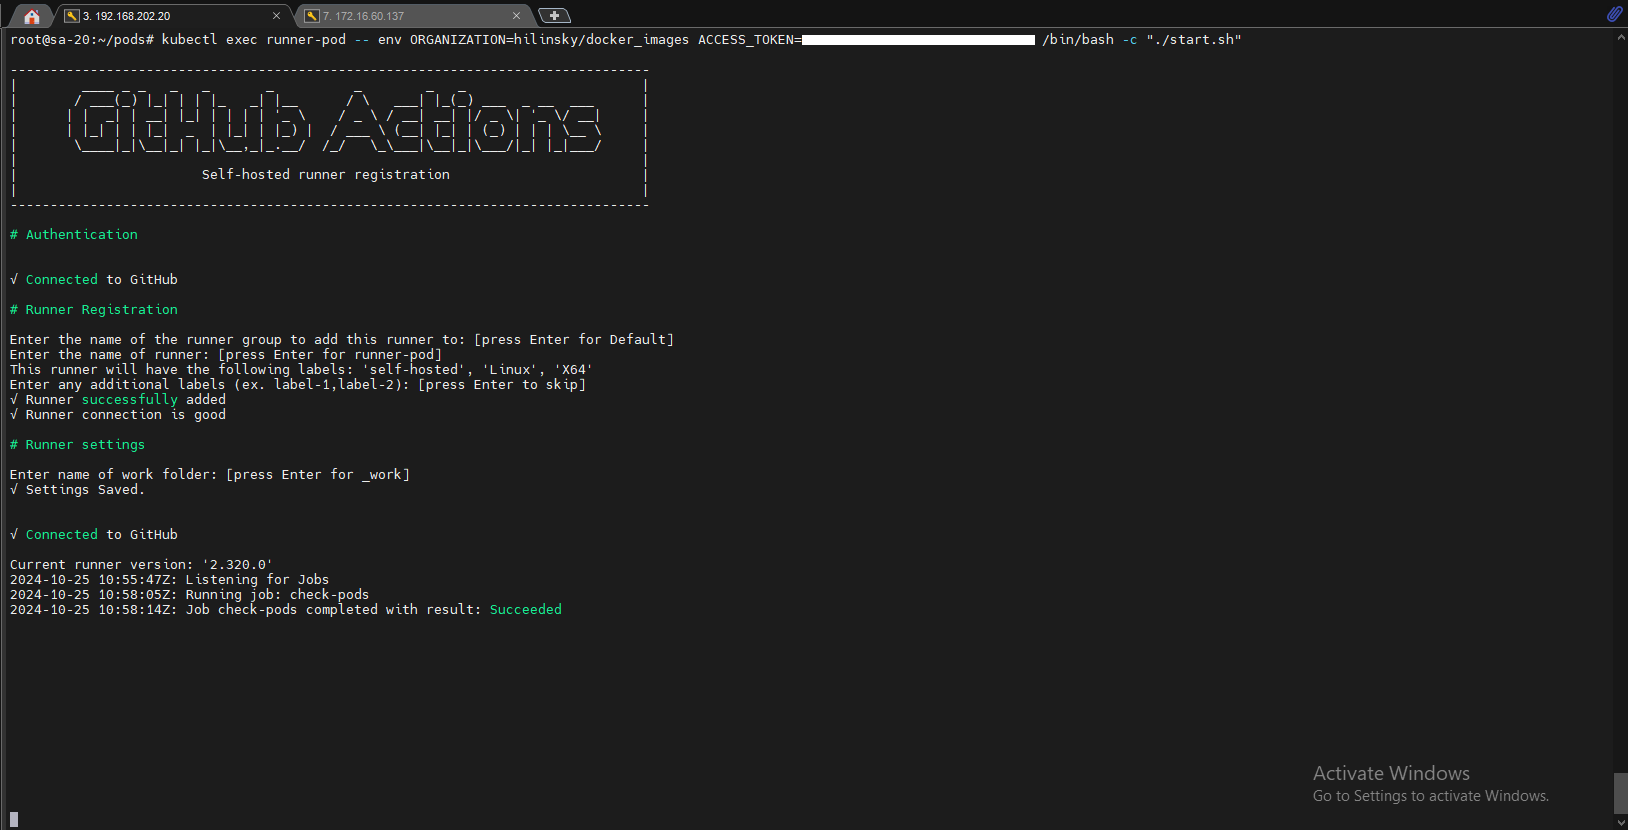 3. 192.168.202.20
7. 172.16.60.137
root@sa-20:~/pods# kubectl exec runner-pod -- env ORGANIZATION=hilinsky/docker_images ACCESS_TOKEN= /bin/bash -c "./start.sh"
--------------------------------------------------------------------------------
GitHub Actions
Self-hosted runner registration
--------------------------------------------------------------------------------
# Authentication
√ Connected to GitHub
# Runner Registration
Enter the name of the runner group to add this runner to: [press Enter for Default]
Enter the name of runner: [press Enter for runner-pod]
This runner will have the following labels: 'self-hosted', 'Linux', 'X64'
Enter any additional labels (ex. label-1,label-2): [press Enter to skip]
√ Runner successfully added
√ Runner connection is good
# Runner settings
Enter name of work folder: [press Enter for _work]
√ Settings Saved.
√ Connected to GitHub
Current runner version: '2.320.0'
2024-10-25 10:55:47Z: Listening for Jobs
2024-10-25 10:58:05Z: Running job: check-pods
2024-10-25 10:58:14Z: Job check-pods completed with result: Succeeded
Activate Windows
Go to Settings to activate Windows.